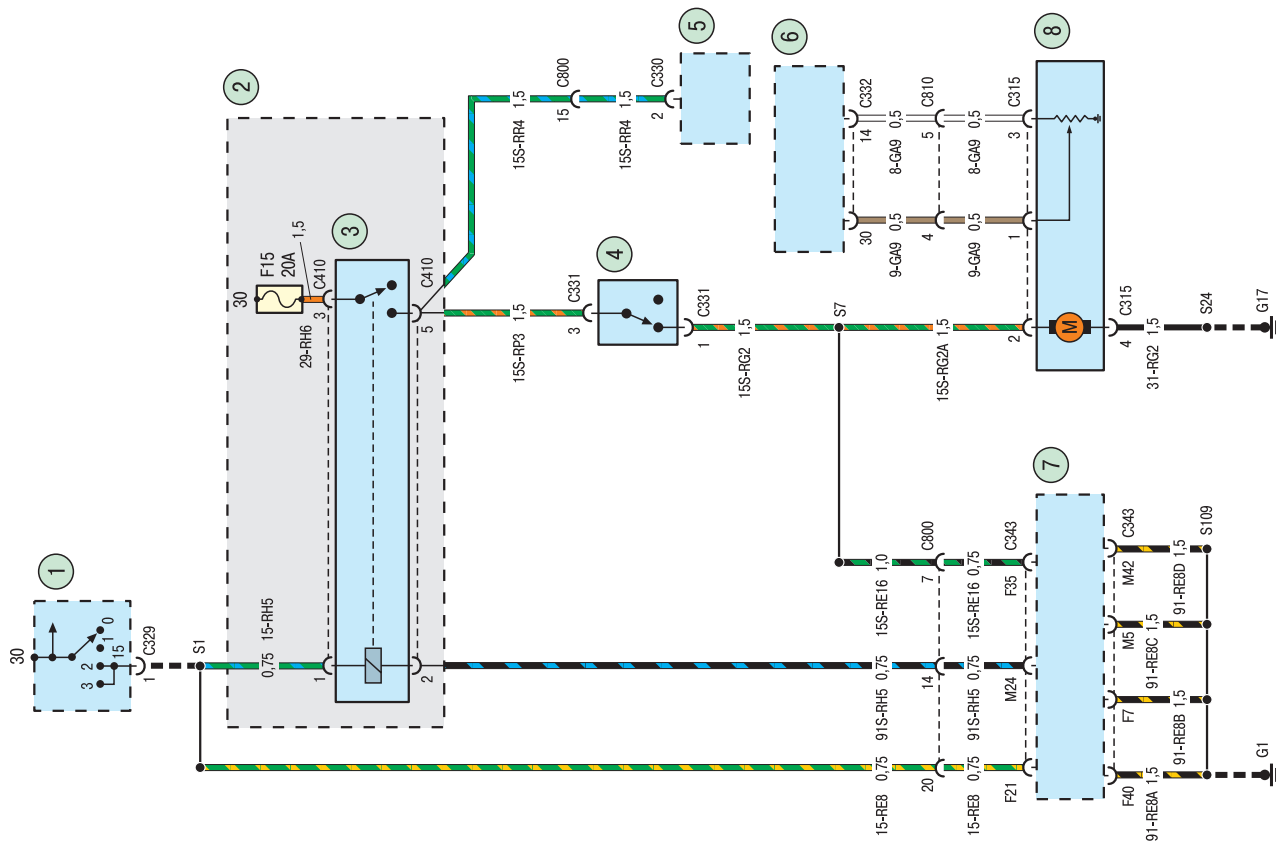 1
30
3
2
1
0
15
1
C329
S1
0,75
15-RH5
2
30
F15
20A
1,5
3
C410
29-RH6
3
1
2
5
C410
15S-RR4 1,5
15
C800
15S-RR4 1,5
2
C330
5
15S-RP3 1,5
3
C331
4
1
C331
15S-RG2 1,5
S7
15S-RG2A 1,5
6
30
14
C332
9-GA9 0,5
8-GA9 0,5
4
5
C810
9-GA9 0,5
8-GA9 0,5
2
1
3
C315
8
M
4
C315
31-RG2 1,5
S24
G17
15-RE8 0,75
91S-RH5 0,75
15S-RE16 1,0
20
14
7
C800
15-RE8 0,75
91S-RH5 0,75
15S-RE16 0,75
F21
M24
F35
C343
7
F40
F7
M5
M42
C343
91-RE8A 1,5
91-RE8B 1,5
91-RE8C 1,5
91-RE8D 1,5
S109
G1